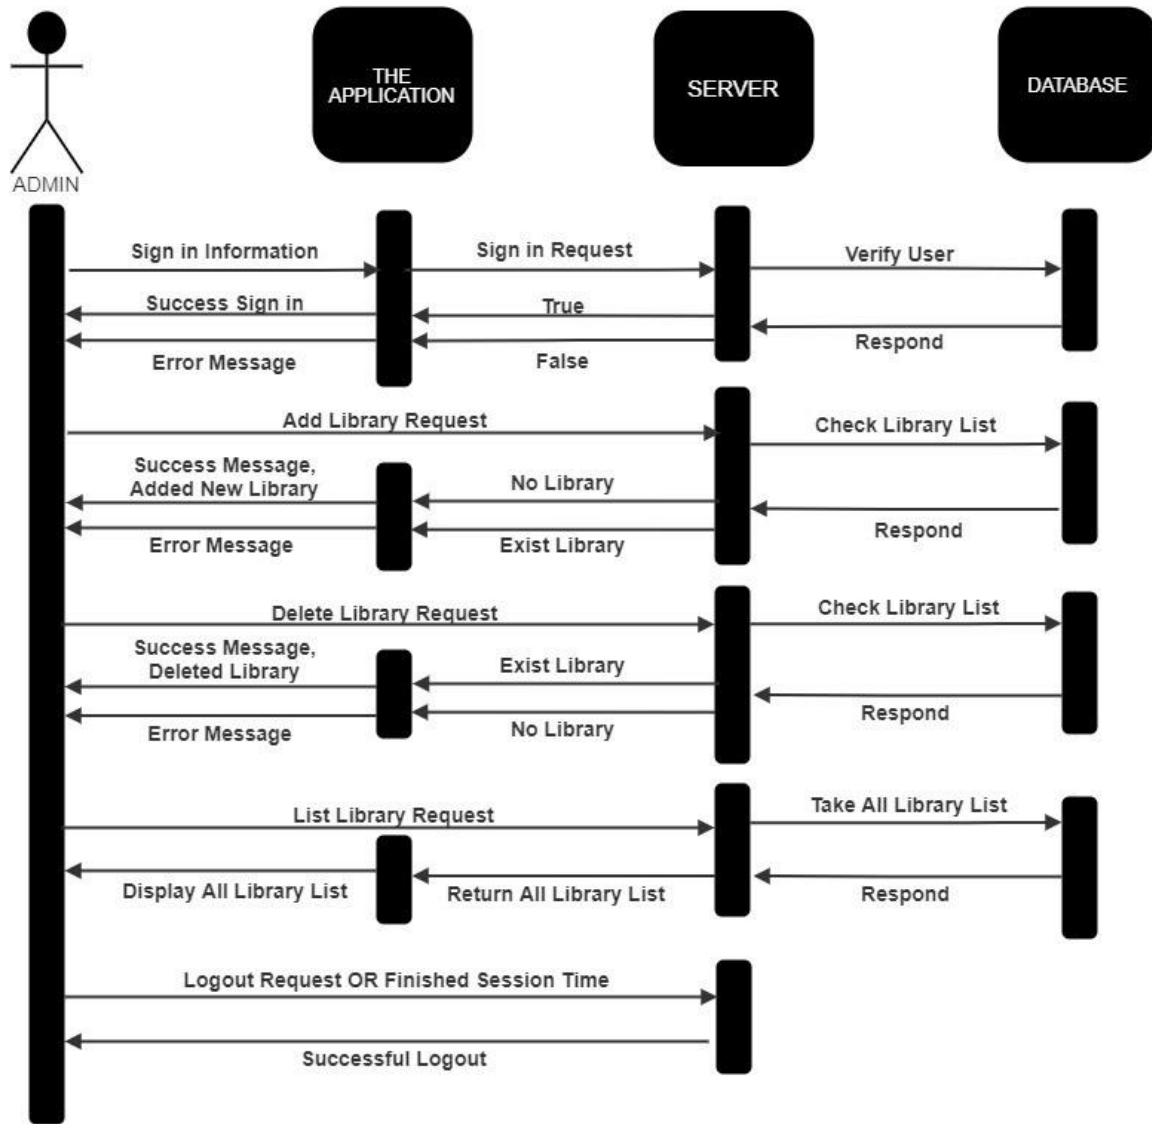 THE
APPLICATION
SERVER
DATABASE
ADMIN
Sign in Information
Sign in Request
Verify User
Success Sign in
True
Respond
Error Message
False
Add Library Request
Check Library List
Success Message,
Added New Library
No Library
Respond
Error Message
Exist Library
Delete Library Request
Check Library List
Success Message,
Deleted Library
Exist Library
Respond
Error Message
No Library
List Library Request
Take All Library List
Display All Library List
Return All Library List
Respond
Logout Request OR Finished Session Time
Successful Logout